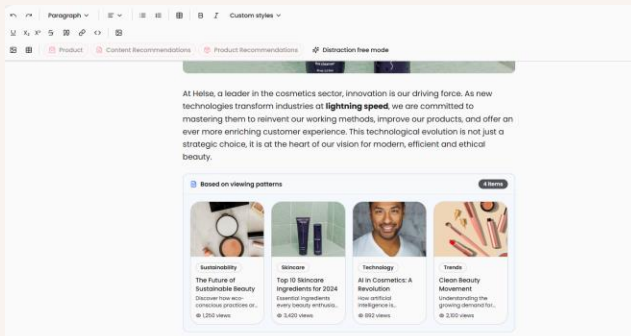 Paragraph
Custom styles
Product
Content Recommendations
Product Recommendations
Distraction free mode
At Helse, a leader in the cosmetics sector, innovation is our driving force. As new
technologies transform industries at lightning speed, we are committed to
mastering them to reinvent our working methods, improve our products, and offer an
ever more enriching customer experience. This technological evolution is not just a
strategic choice, it is at the heart of our vision for modern, efficient and ethical
beauty.
Based on viewing patterns
4 items
Sustainability
The Future of
Sustainable Beauty
Discover how eco-
conscious practices ar...
1,250 views
Skincare
Top 10 Skincare
Ingredients for 2024
Essential ingredients
every beauty enthusia...
3,420 views
Technology
AI in Cosmetics: A
Revolution
How artificial
intelligence is...
892 views
Trends
Clean Beauty
Movement
Understanding the
growing demand for...
2,100 views